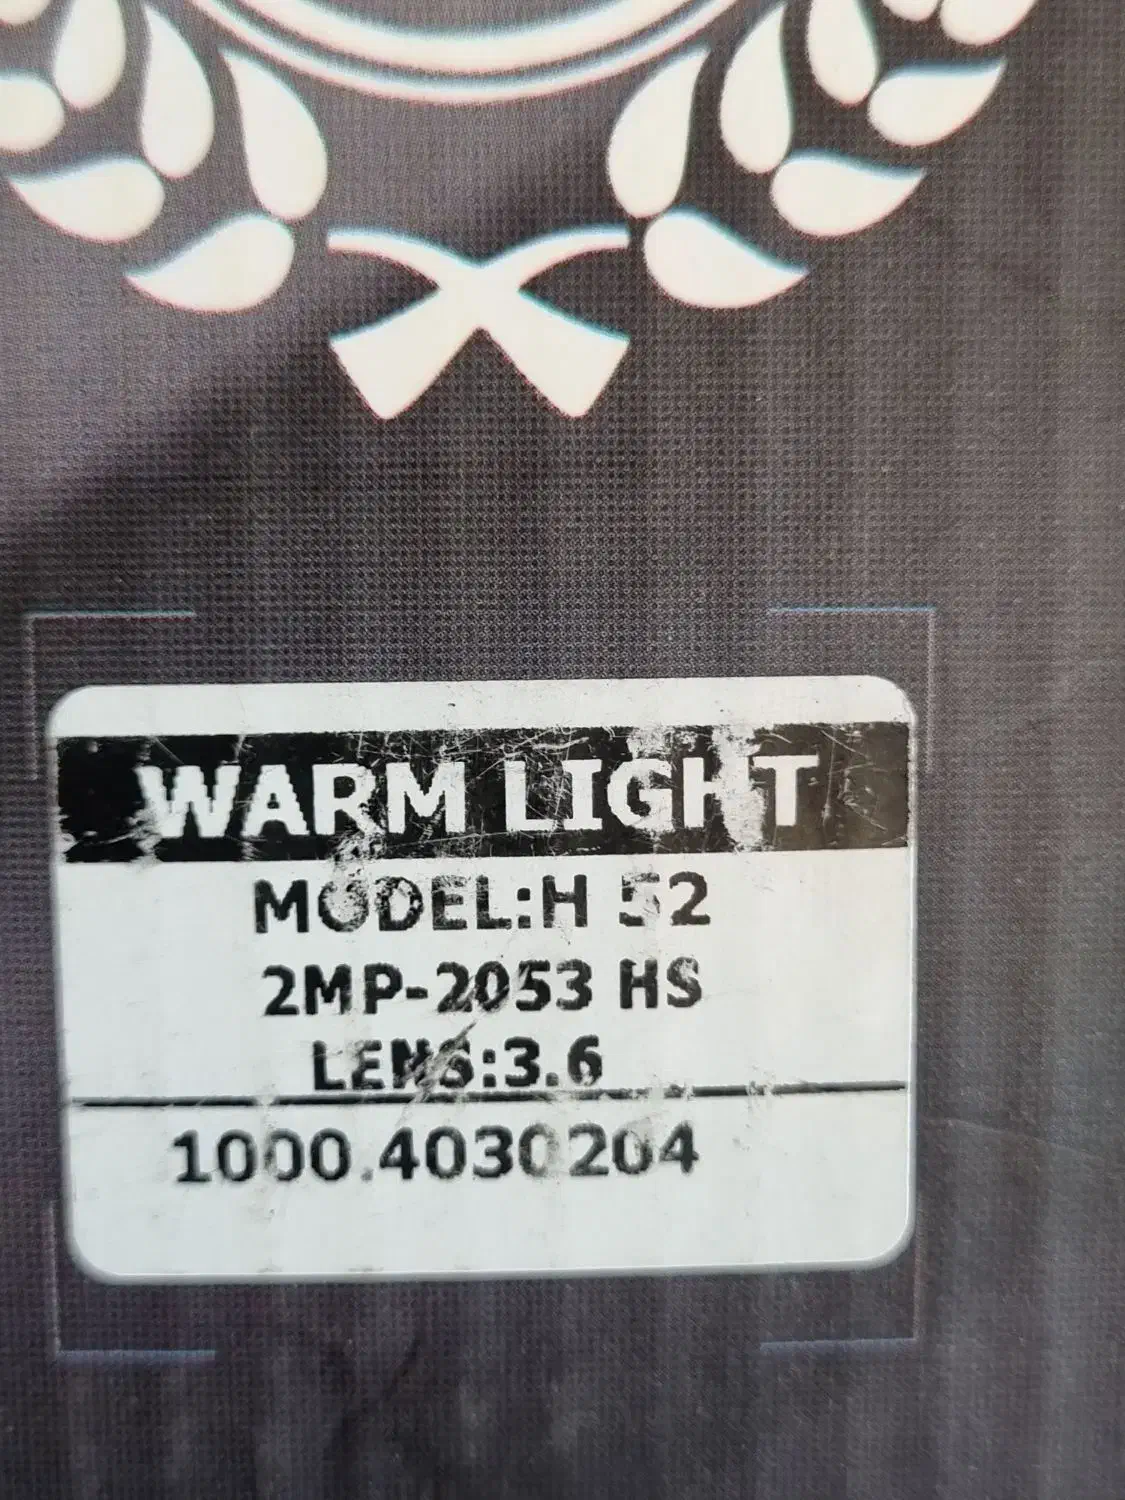 WARM LIGHT
MODEL:H 52
2MP-2053 HS
LENS:3.6
1000.4030204